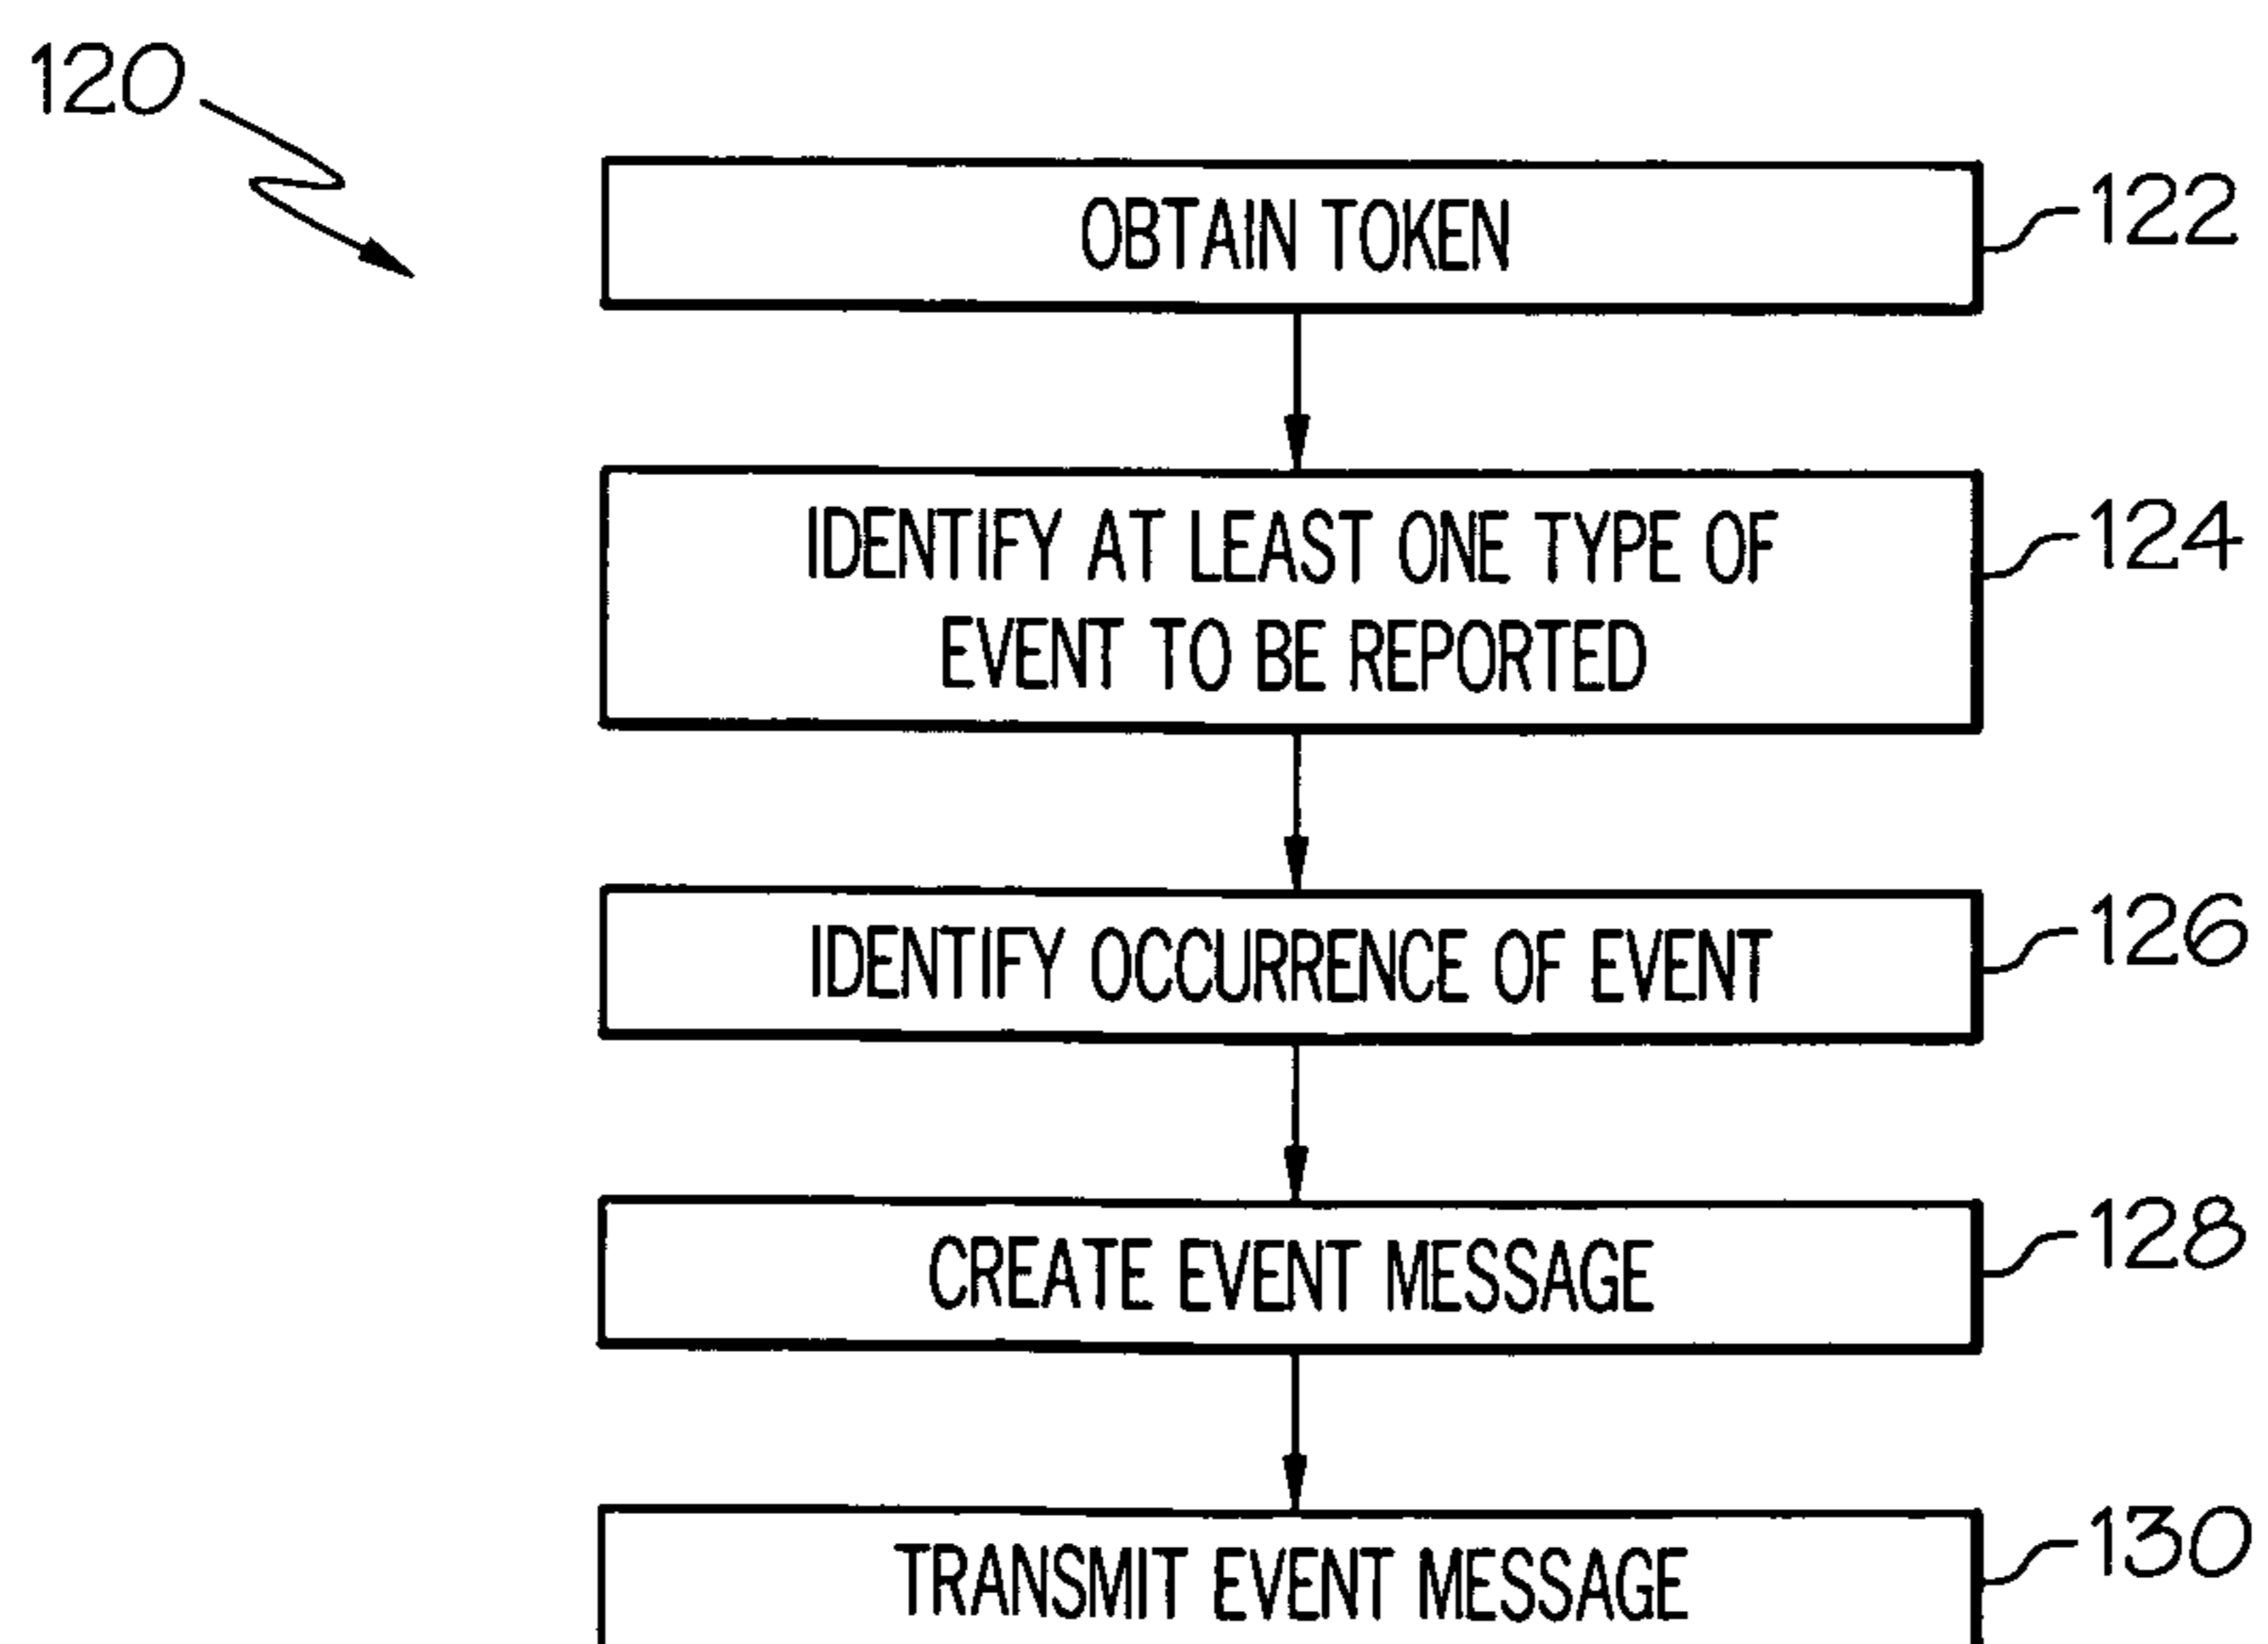 120
OBTAIN TOKEN
122
IDENTIFY AT LEAST ONE TYPE OF
EVENT TO BE REPORTED
124
IDENTIFY OCCURRENCE OF EVENT
126
CREATE EVENT MESSAGE
128
TRANSMIT EVENT MESSAGE
130